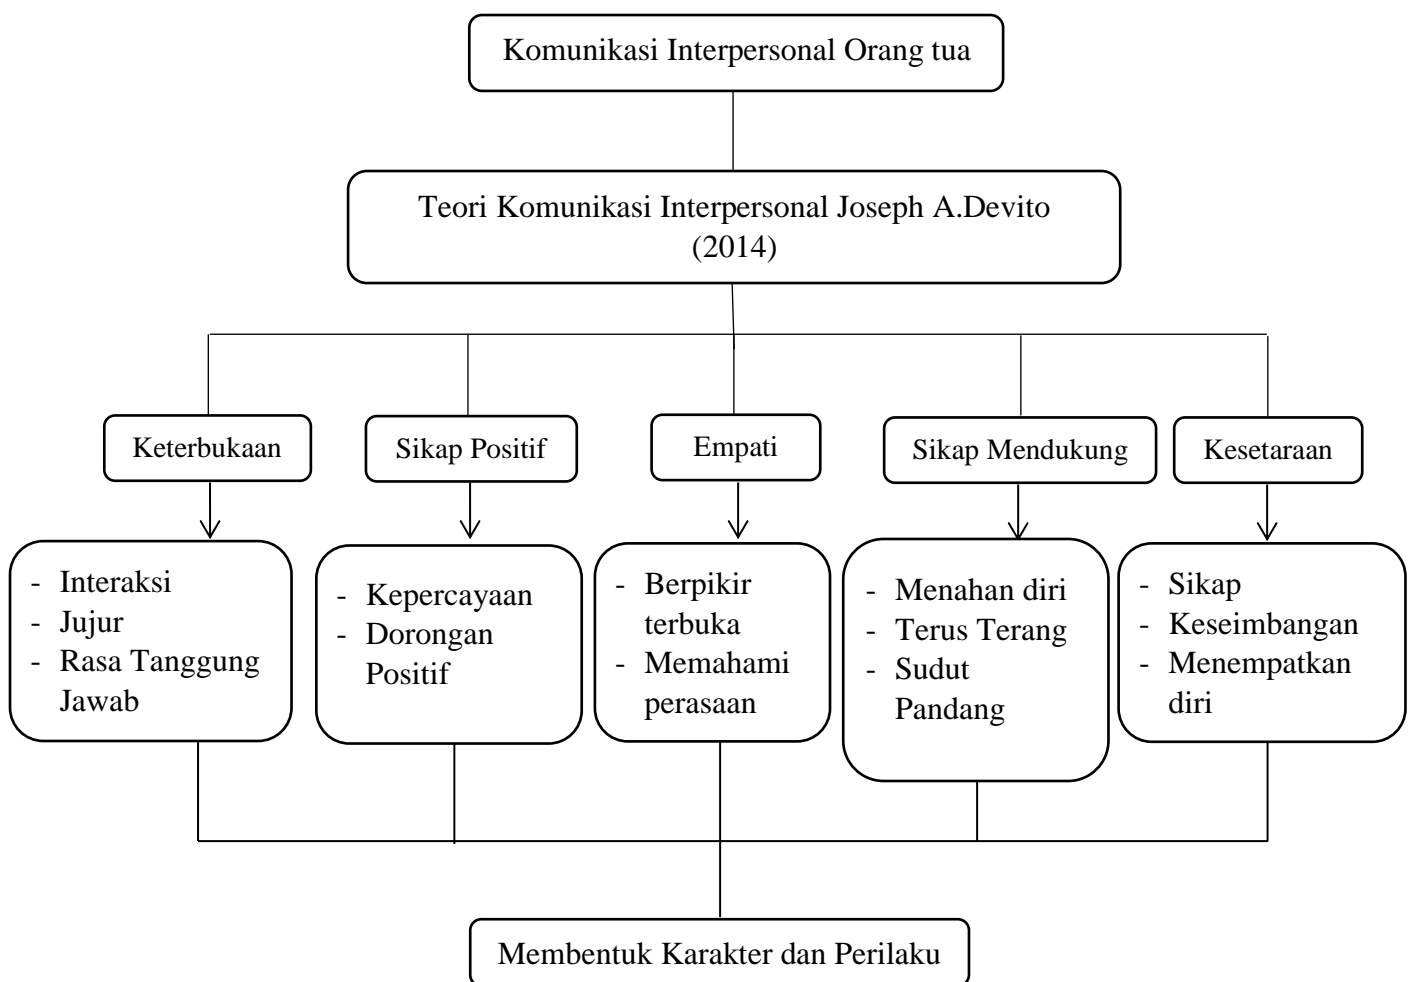 Komunikasi Interpersonal Orang tua
Teori Komunikasi Interpersonal Joseph A.Devito
(2014)
Keterbukaan
Sikap Positif
Empati
Sikap Mendukung
Kesetaraan
- Interaksi
- Jujur
- Rasa Tanggung
Jawab
- Kepercayaan
- Dorongan
Positif
- Berpikir
terbuka
- Memahami
perasaan
- Menahan diri
- Terus Terang
- Sudut
Pandang
- Sikap
- Keseimbangan
- Menempatkan
diri
Membentuk Karakter dan Perilaku